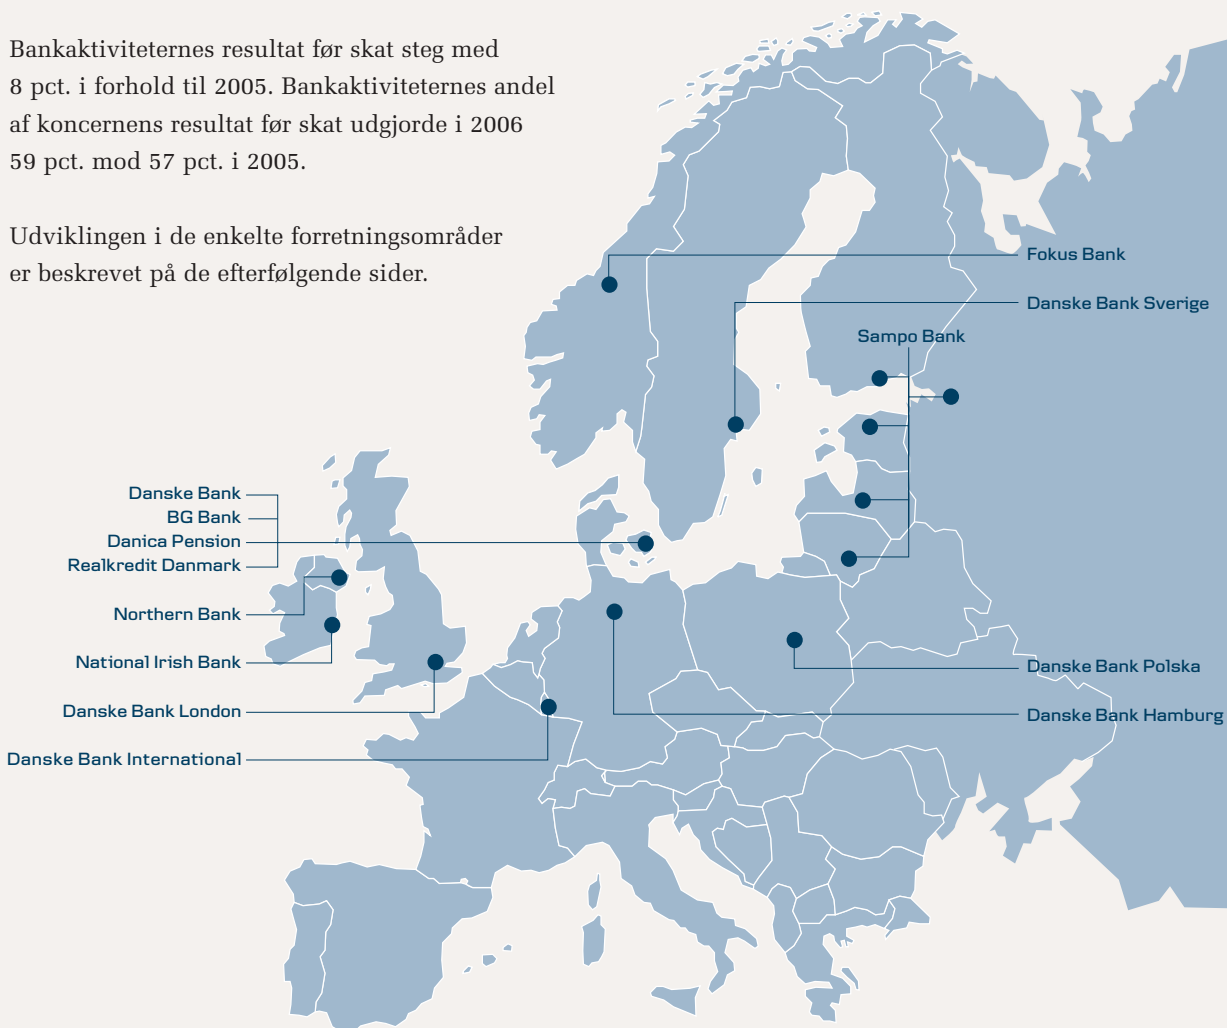 Bankaktiviteternes resultat før skat steg med
8 pct. i forhold til 2005. Bankaktiviteternes andel
af koncernens resultat før skat udgjorde i 2006
59 pct. mod 57 pct. i 2005.
Udviklingen i de enkelte forretningsområder
er beskrevet på de efterfølgende sider.
Fokus Bank
Danske Bank Sverige
Sampo Bank
Danske Bank
BG Bank
Danica Pension
Realkredit Danmark
Northern Bank
National Irish Bank
Danske Bank London
Danske Bank International
Danske Bank Polska
Danske Bank Hamburg